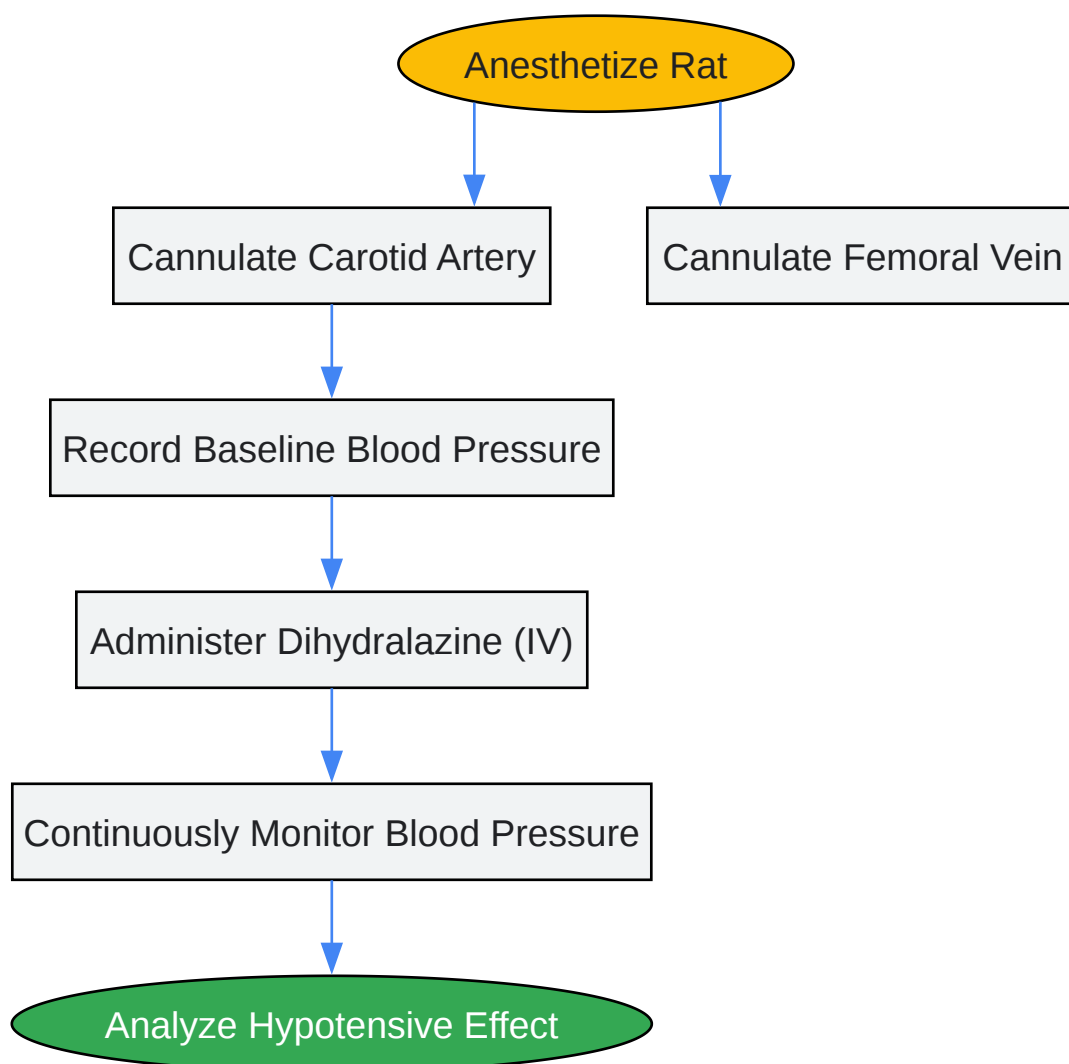 Anesthetize Rat
Cannulate Carotid Artery
Cannulate Femoral Vein
Record Baseline Blood Pressure
Administer Dihydralazine (IV)
Continuously Monitor Blood Pressure
Analyze Hypotensive Effect